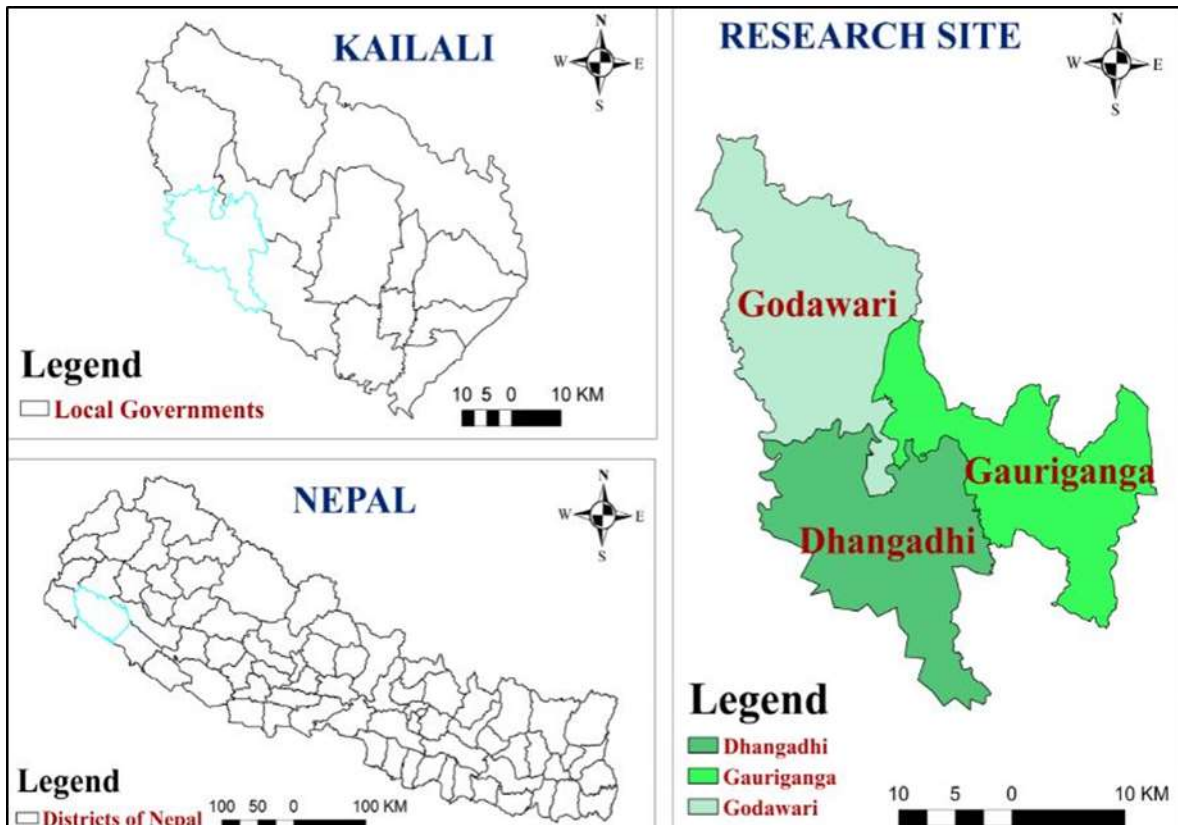 KAILALI
N
W E
S
Legend
Local Governments
10 5 0 10 KM
NEPAL
N
W E
S
Legend
Districts of Nepal
100 50 0 100 KM
RESEARCH SITE
N
W E
S
Godawari
Gauriganga
Dhangadhi
Legend
Dhangadhi
Gauriganga
Godawari
10 5 0 10 KM